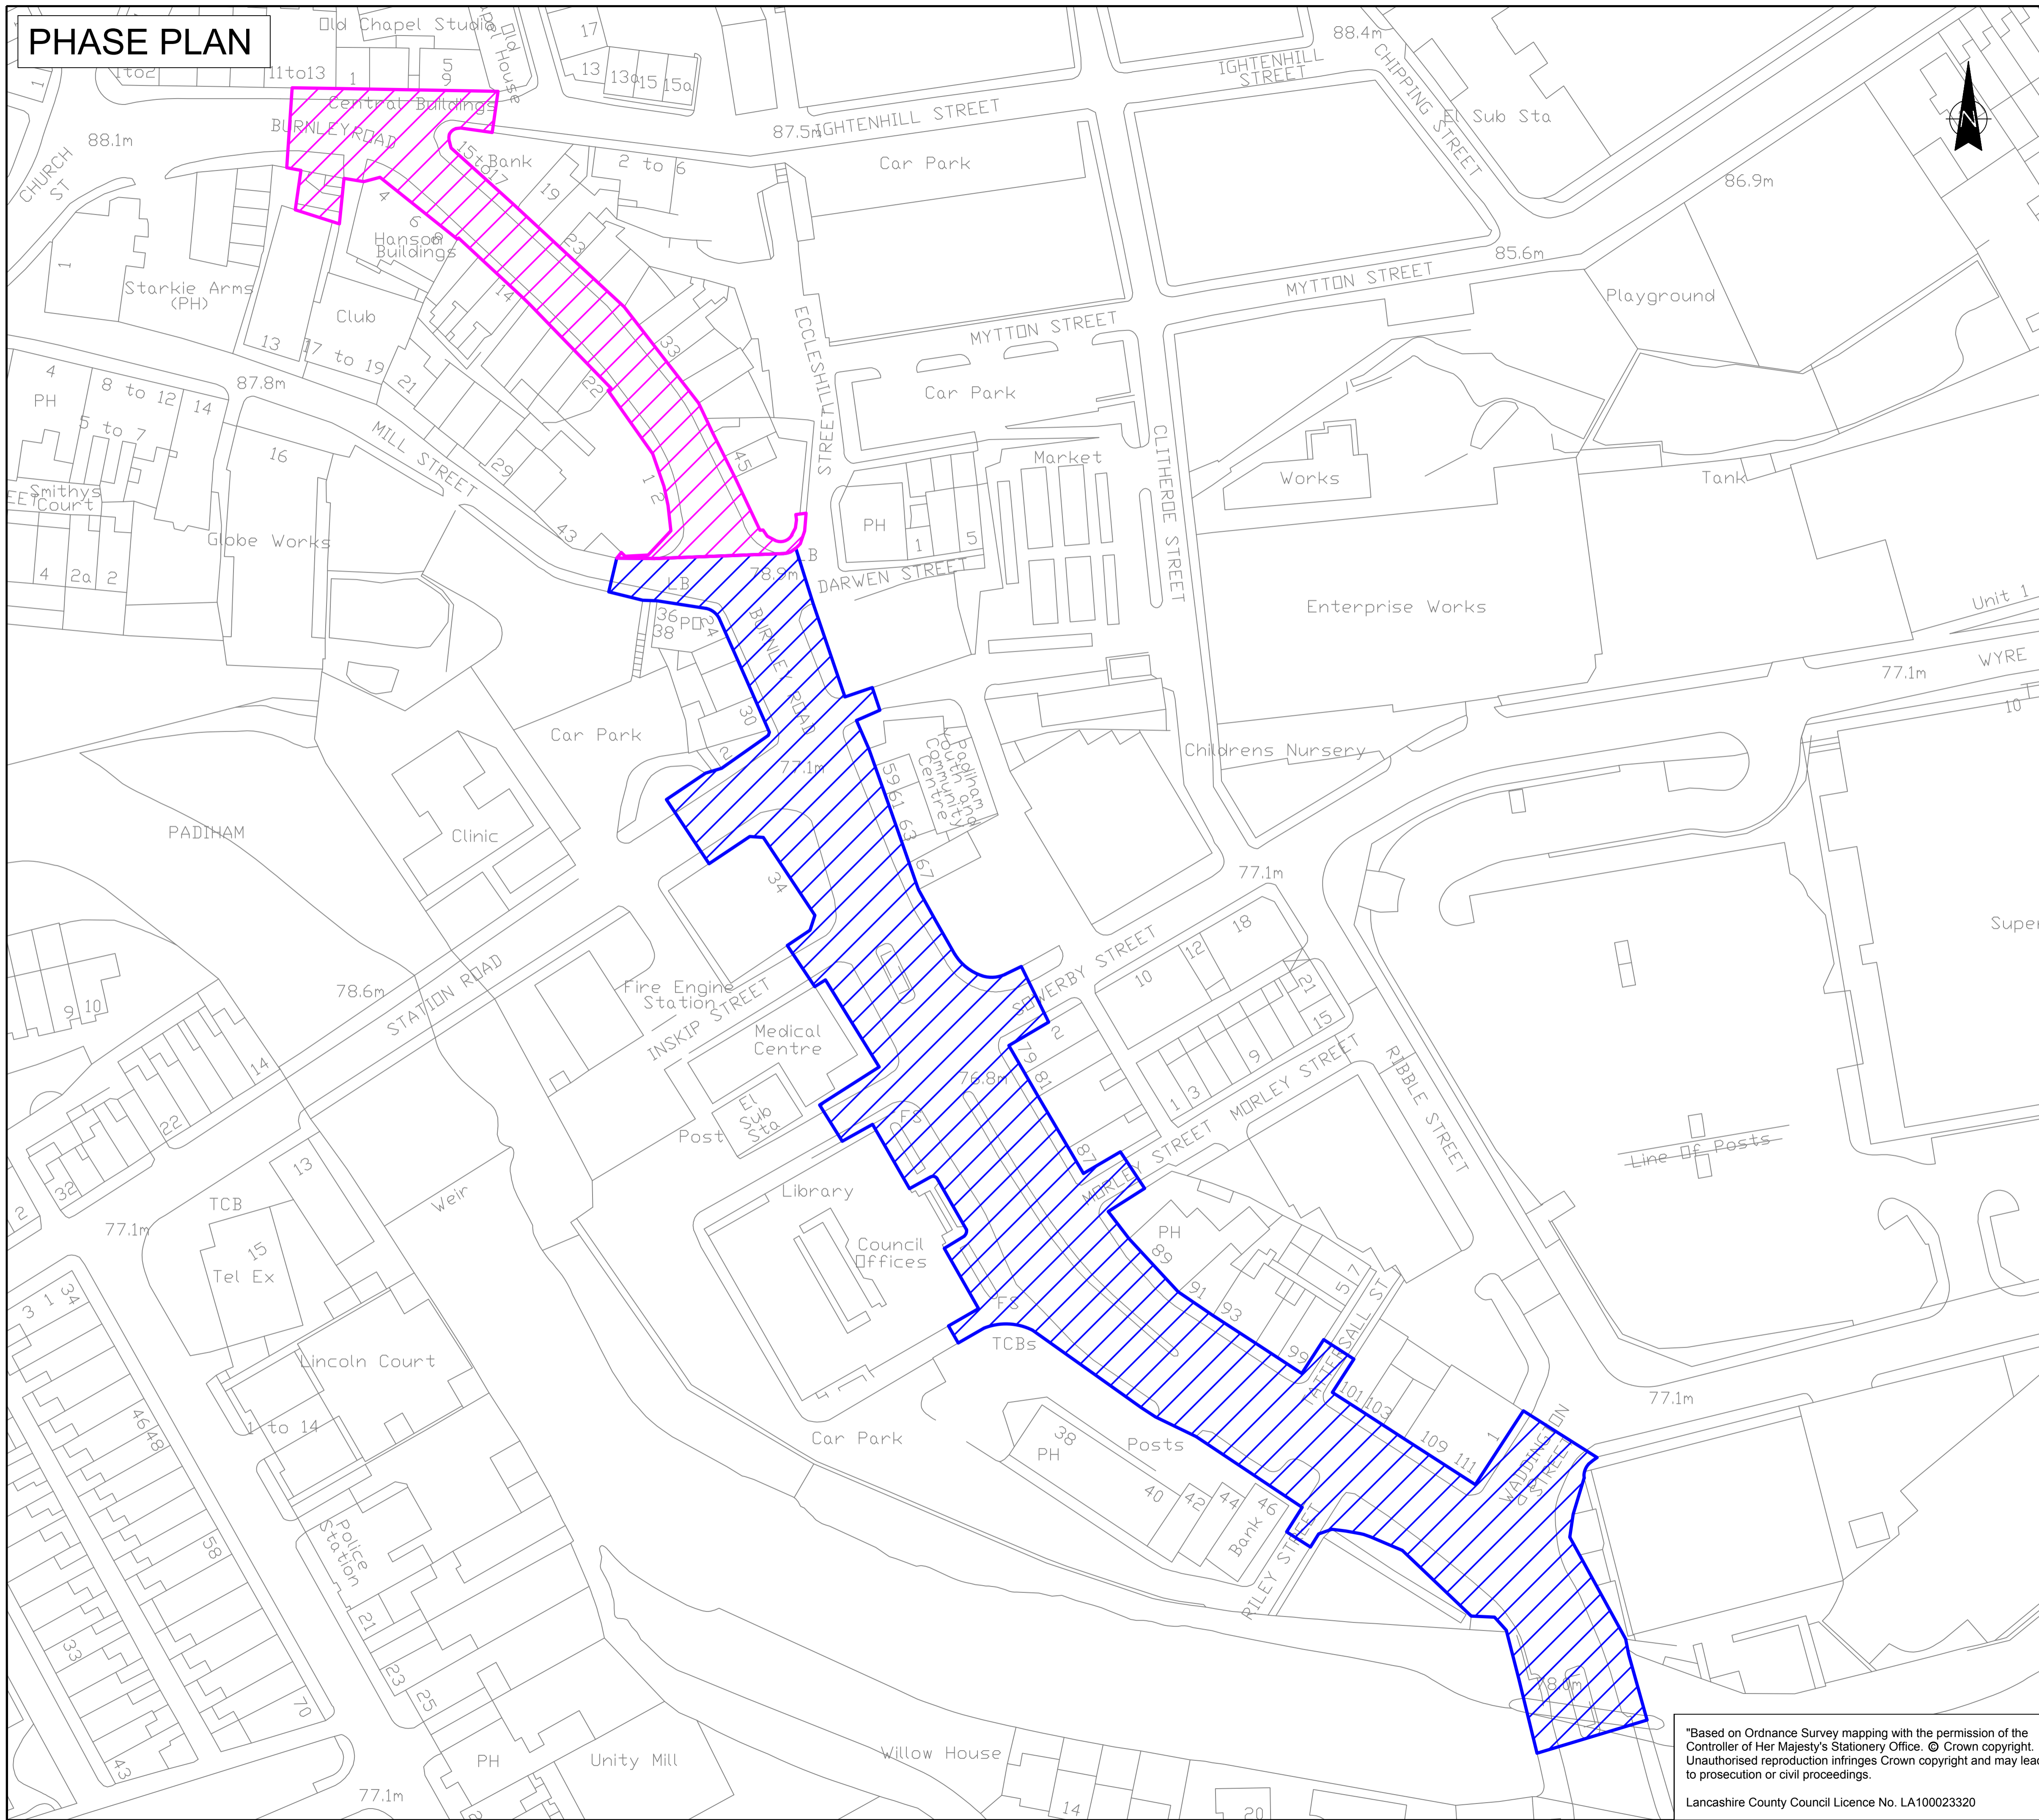 PHASE PLAN
Old Chapel Studio
Old
17
13
13a
15
15a
1to2
11to13
1
5
9
Central Buildings
BURNLEY ROAD
88.1m
CHURCH
ST
88.4m
IGHTENHILL
STREET
CHIPPING STREET
El Sub Sta
N
87.5m
IGHTENHILL STREET
Car Park
86.9m
Bank
15to17
19
2 to 6
23
4
6
8
Hanson
Buildings
14
1
Starkie Arms
(PH)
Club
13
17 to 19
21
22
33
ECCLESHILL
STREET
MYTTON STREET
MYTTON STREET
85.6m
Playground
Car Park
4
PH
8 to 12
14
5 to 7
87.8m
MILL STREET
16
29
43
45
1 2
Smithys
Court
Globe Works
4
2a
2
Market
CLITHEROE STREET
Works
Tank
PH
1
5
DARWEN STREET
78.9m
LB
LB
36
38
PO
24
BURNLEY ROAD
30
2
Enterprise Works
Unit 1
77.1m
WYRE
10
Car Park
77.1m
Childrens Nursery
Padiham
Youth and
Community
Centre
59
61
63
67
PADIHAM
Clinic
34
77.1m
Super
9
10
78.6m
STATION ROAD
Fire Engine
Station
INSKIP STREET
Medical
Centre
El
Sub
Sta
Post
SOWERBY STREET
10
12
18
2
79
81
87
76.8m
21
15
9
3
1
MORLEY STREET
MORLEY STREET
RIBBLE STREET
Line Of Posts
14
22
32
2
TCB
13
77.1m
15
Tel Ex
Weir
Library
Council
Offices
FS
FS
TCBs
PH
89
91
93
99
5
7
TATTERSALL ST
101
103
109
111
1
WADDINGTON
STREET
77.1m
3
1
34
46
48
Lincoln Court
1 to 14
Car Park
38
PH
Posts
40
42
44
46
Bank
6
RILEY STREET
Police
Station
58
21
23
25
33
43
70
77.1m
PH
Unity Mill
Willow House
14
20
78.0m
"Based on Ordnance Survey mapping with the permission of the
Controller of Her Majesty's Stationery Office. © Crown copyright.
Unauthorised reproduction infringes Crown copyright and may lead
to prosecution or civil proceedings.
Lancashire County Council Licence No. LA100023320